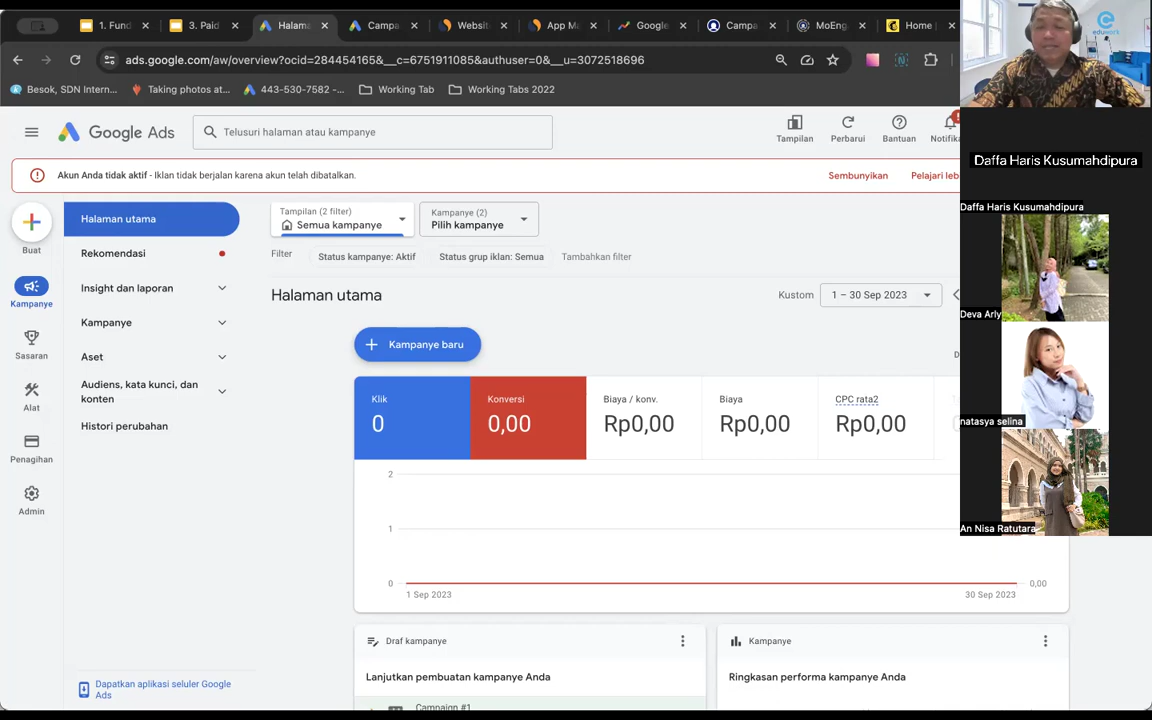 1. Fund
3. Paid
Halama
Campa
Websit
App Ma
Google
Campa
MoEng
Home |
ads.google.com/aw/overview?ocid=284454165&__c=6751911085&authuser=0&__u=3072518696
Besok, SDN Intern...
Taking photos at...
443-530-7582 –...
Working Tab
Working Tabs 2022
eduwork
Google Ads
Telusuri halaman atau kampanye
Tampilan
Perbarui
Bantuan
Notifika
Daffa Haris Kusumahdipura
Akun Anda tidak aktif - Iklan tidak berjalan karena akun telah dibatalkan.
Sembunyikan
Pelajari leb
Daffa Haris Kusumahdipura
Buat
Kampanye
Sasaran
Alat
Penagihan
Admin
Halaman utama
Rekomendasi
Insight dan laporan
Kampanye
Aset
Audiens, kata kunci, dan
konten
Histori perubahan
Dapatkan aplikasi seluler Google
Ads
Tampilan (2 filter)
Semua kampanye
Kampanye (2)
Pilih kampanye
Filter
Status kampanye: Aktif
Status grup iklan: Semua
Tambahkan filter
Halaman utama
Kustom
1 – 30 Sep 2023
Kampanye baru
Klik
0
Konversi
0,00
Biaya / konv.
Rp0,00
Biaya
Rp0,00
CPC rata2
Rp0,00
2
1
0
0,00
1 Sep 2023
30 Sep 2023
Draf kampanye
Lanjutkan pembuatan kampanye Anda
Campaign #1
Kampanye
Ringkasan performa kampanye Anda
Deva Arly
natasya selina
An Nisa Ratutara